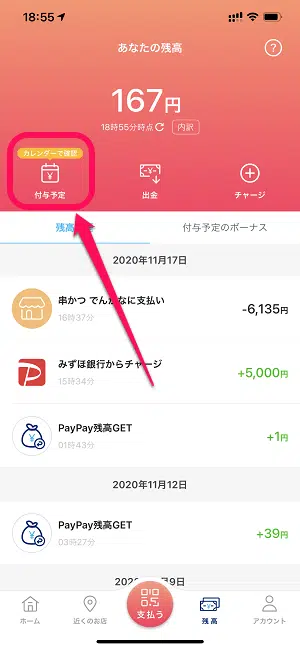 18:55
あなたの残高
?
167円
18時55分時点
内訳
カレンダーで確認
付与予定
出金
チャージ
残高
付与予定のボーナス
2020年11月17日
串かつ でんがなに支払い
16時37分
-6,135円
みずほ銀行からチャージ
15時34分
+5,000円
PayPay残高GET
01時43分
+1円
2020年11月12日
PayPay残高GET
03時27分
+39円
月9日
ホーム
近くのお店
支払う
残高
アカウント